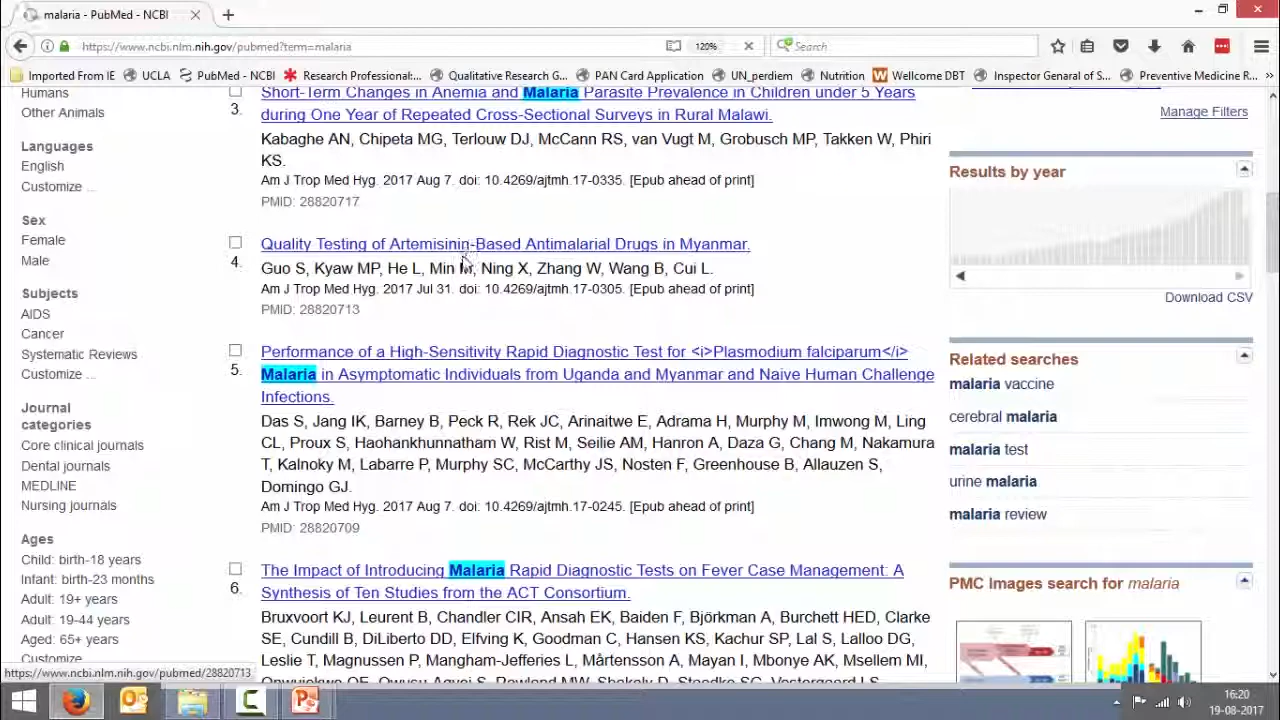 malaria - PubMed - NCBI
https://www.ncbi.nlm.nih.gov/pubmed?term=malaria
120%
Search
Imported From IE
UCLA
PubMed - NCBI
Research Professional:...
Qualitative Research G...
PAN Card Application
UN_perdiem
Nutrition
Wellcome DBT
Inspector Genaral of S...
Preventive Medicine R...
Humans
Other Animals
Languages
English
Customize ...
Sex
Female
Male
Subjects
AIDS
Cancer
Systematic Reviews
Customize ...
Journal
categories
Core clinical journals
Dental journals
MEDLINE
Nursing journals
Ages
Child: birth-18 years
Infant: birth-23 months
Adult: 19+ years
Adult: 19-44 years
Aged: 65+ years
Customize
https://www.ncbi.nlm.nih.gov/pubmed/28820713
3.
Short-Term Changes in Anemia and Malaria Parasite Prevalence in Children under 5 Years
during One Year of Repeated Cross-Sectional Surveys in Rural Malawi.
Kabaghe AN, Chipeta MG, Terlouw DJ, McCann RS, van Vugt M, Grobusch MP, Takken W, Phiri
KS.
Am J Trop Med Hyg. 2017 Aug 7. doi: 10.4269/ajtmh.17-0335. [Epub ahead of print]
PMID: 28820717
4.
Quality Testing of Artemisinin-Based Antimalarial Drugs in Myanmar.
Guo S, Kyaw MP, He L, Min M, Ning X, Zhang W, Wang B, Cui L.
Am J Trop Med Hyg. 2017 Jul 31. doi: 10.4269/ajtmh.17-0305. [Epub ahead of print]
PMID: 28820713
5.
Performance of a High-Sensitivity Rapid Diagnostic Test for <i>Plasmodium falciparum</i>
Malaria in Asymptomatic Individuals from Uganda and Myanmar and Naive Human Challenge
Infections.
Das S, Jang IK, Barney B, Peck R, Rek JC, Arinaitwe E, Adrama H, Murphy M, Imwong M, Ling
CL, Proux S, Haohankhunnatham W, Rist M, Seilie AM, Hanron A, Daza G, Chang M, Nakamura
T, Kalnoky M, Labarre P, Murphy SC, McCarthy JS, Nosten F, Greenhouse B, Allauzen S,
Domingo GJ.
Am J Trop Med Hyg. 2017 Aug 7. doi: 10.4269/ajtmh.17-0245. [Epub ahead of print]
PMID: 28820709
6.
The Impact of Introducing Malaria Rapid Diagnostic Tests on Fever Case Management: A
Synthesis of Ten Studies from the ACT Consortium.
Bruxvoort KJ, Leurent B, Chandler CIR, Ansah EK, Baiden F, Björkman A, Burchett HED, Clarke
SE, Cundill B, DiLiberto DD, Elfving K, Goodman C, Hansen KS, Kachur SP, Lal S, Lalloo DG,
Leslie T, Magnussen P, Mangham-Jefferies L, Mårtensson A, Mayan I, Mbonye AK, Msellem MI,
Manage Filters
Results by year
Download CSV
Related searches
malaria vaccine
cerebral malaria
malaria test
urine malaria
malaria review
PMC Images search for malaria
16:20
19-08-2017